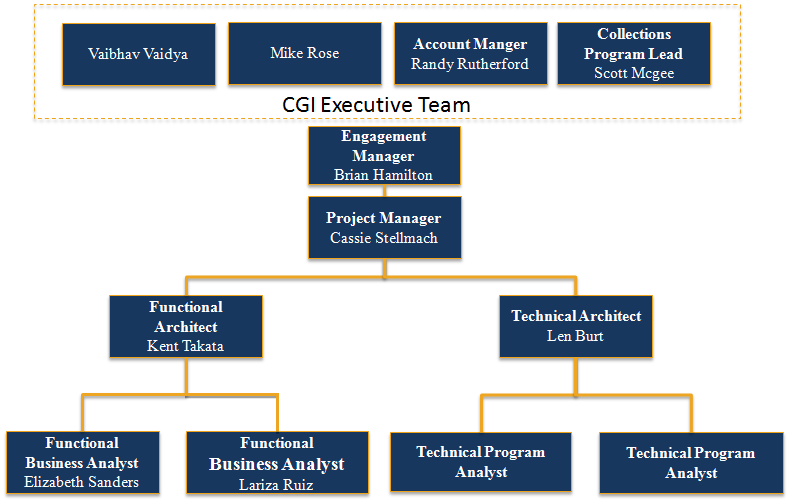 Vaibhav Vaidya
Mike Rose
Account Manger
Randy Rutherford
Collections
Program Lead
Scott Mcgee
CGI Executive Team
Engagement
Manager
Brian Hamilton
Project Manager
Cassie Stellmach
Functional
Architect
Kent Takata
Technical Architect
Len Burt
Functional
Business Analyst
Elizabeth Sanders
Functional
Business Analyst
Lariza Ruiz
Technical Program
Analyst
Technical Program
Analyst